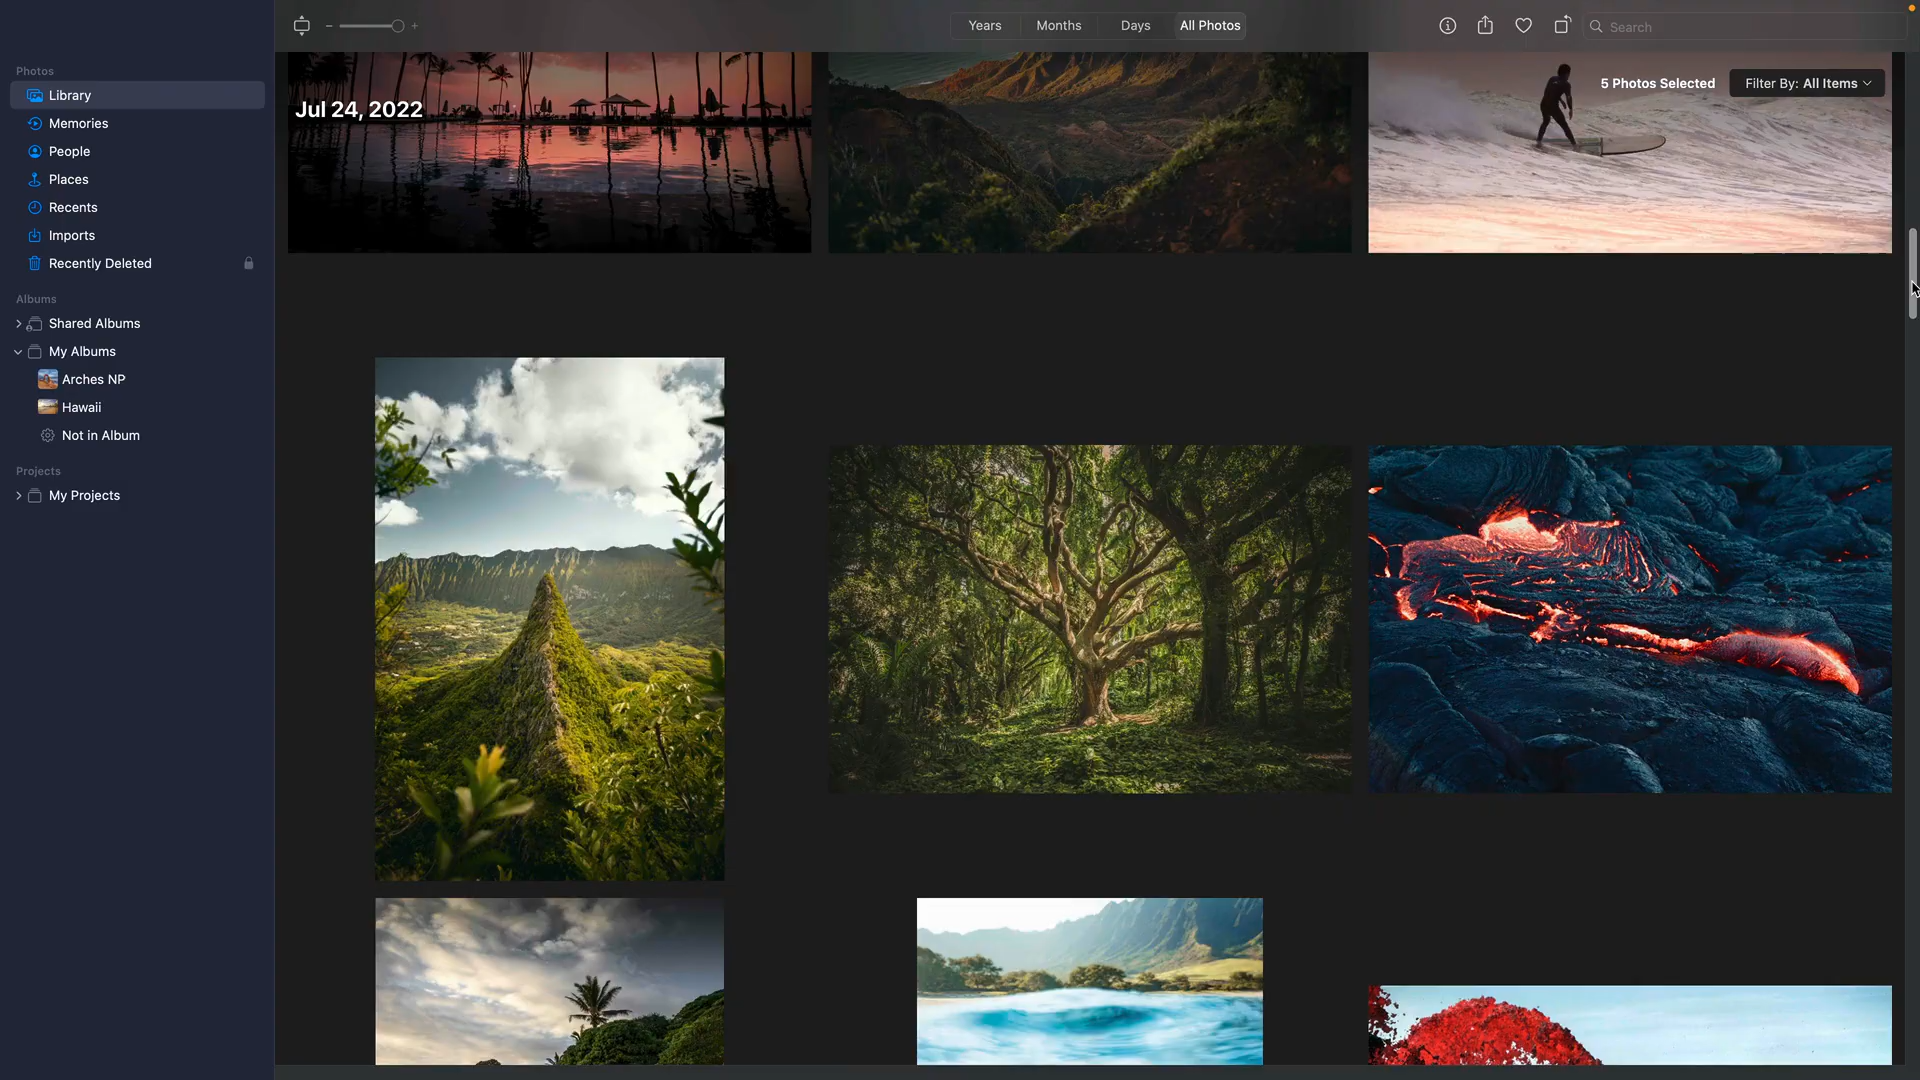 Years
Months
Days
All Photos
Search
Photos
Library
Memories
People
Places
Recents
Imports
Recently Deleted
Albums
Shared Albums
My Albums
Arches NP
Hawaii
Not in Album
Projects
My Projects
Jul 24, 2022
5 Photos Selected
Filter By: All Items